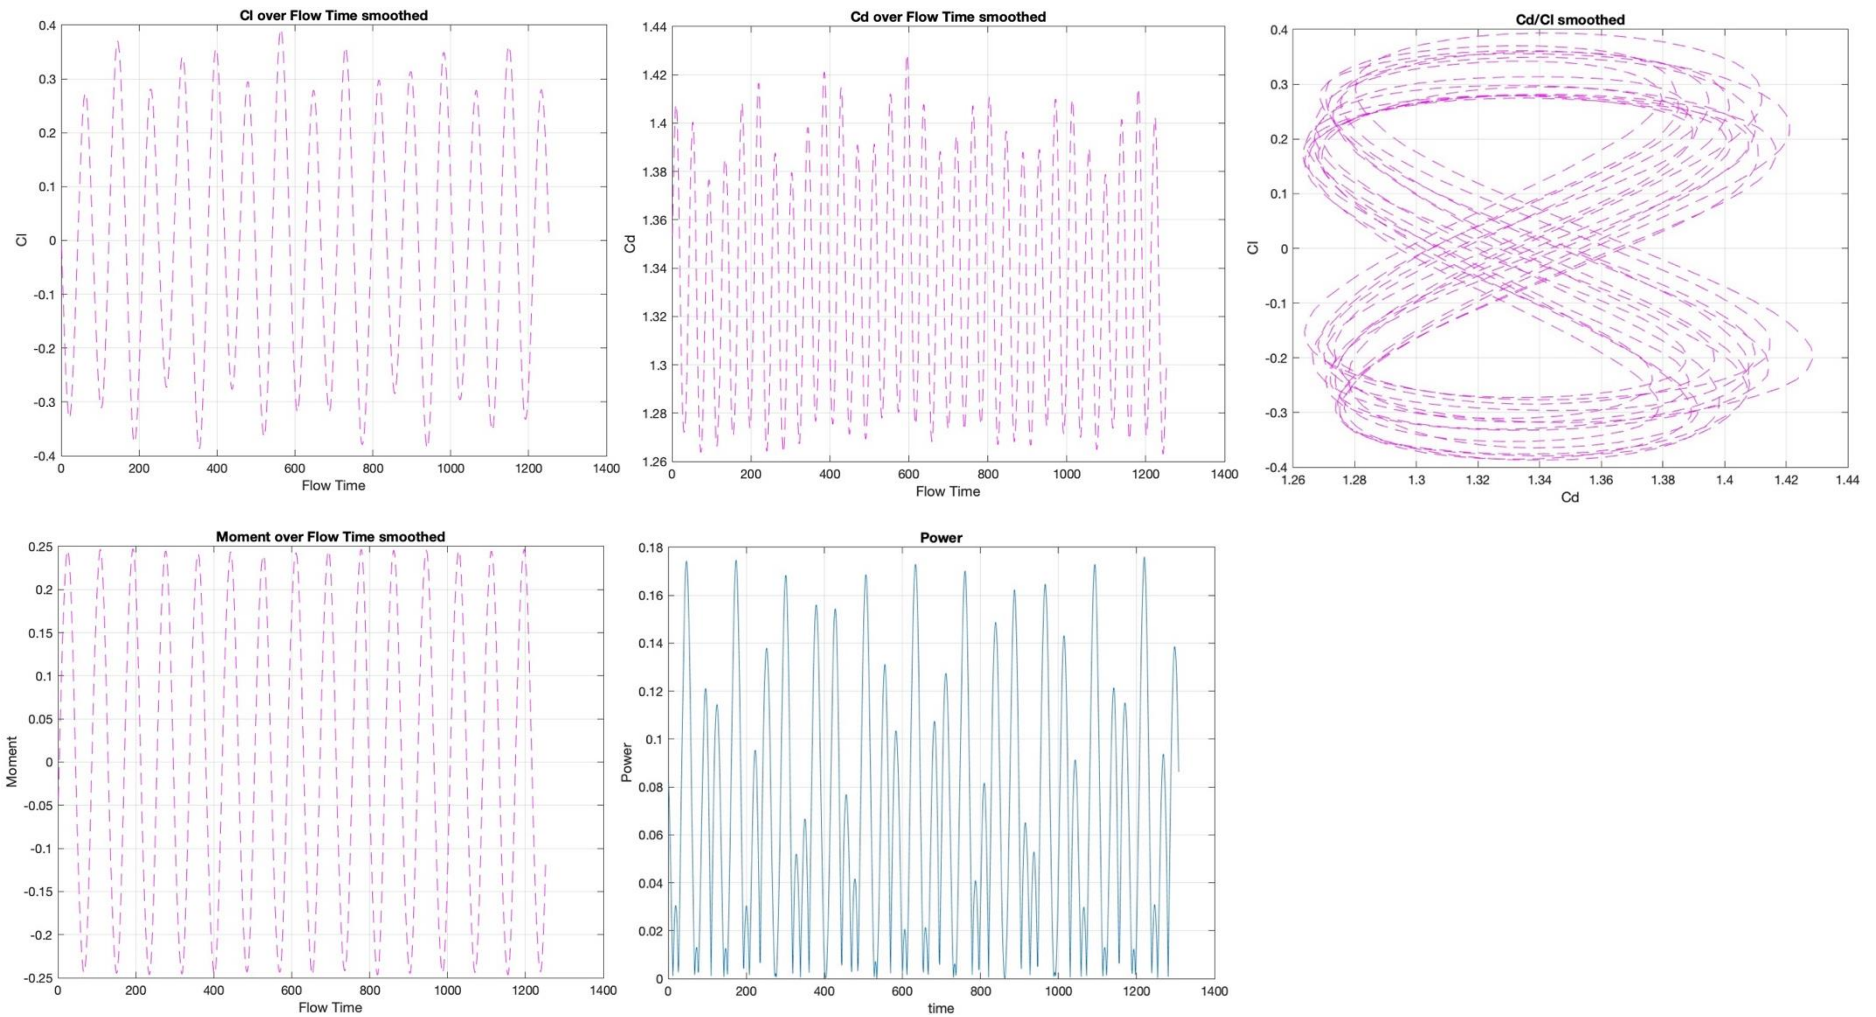 Cl over Flow Time smoothed
0.4
0.3
0.2
0.1
0
-0.1
-0.2
-0.3
-0.4
Cl
0 200 400 600 800 1000 1200 1400
Flow Time
Cd over Flow Time smoothed
1.44
1.42
1.4
1.38
1.36
1.34
1.32
1.3
1.28
1.26
Cd
0 200 400 600 800 1000 1200 1400
Flow Time
Cd/Cl smoothed
0.4
0.3
0.2
0.1
0
-0.1
-0.2
-0.3
-0.4
Cl
1.26 1.28 1.3 1.32 1.34 1.36 1.38 1.4 1.42 1.44
Cd
Moment over Flow Time smoothed
0.25
0.2
0.15
0.1
0.05
0
-0.05
-0.1
-0.15
-0.2
-0.25
Moment
0 200 400 600 800 1000 1200 1400
Flow Time
Power
0.18
0.16
0.14
0.12
0.1
0.08
0.06
0.04
0.02
0
Power
0 200 400 600 800 1000 1200 1400
time